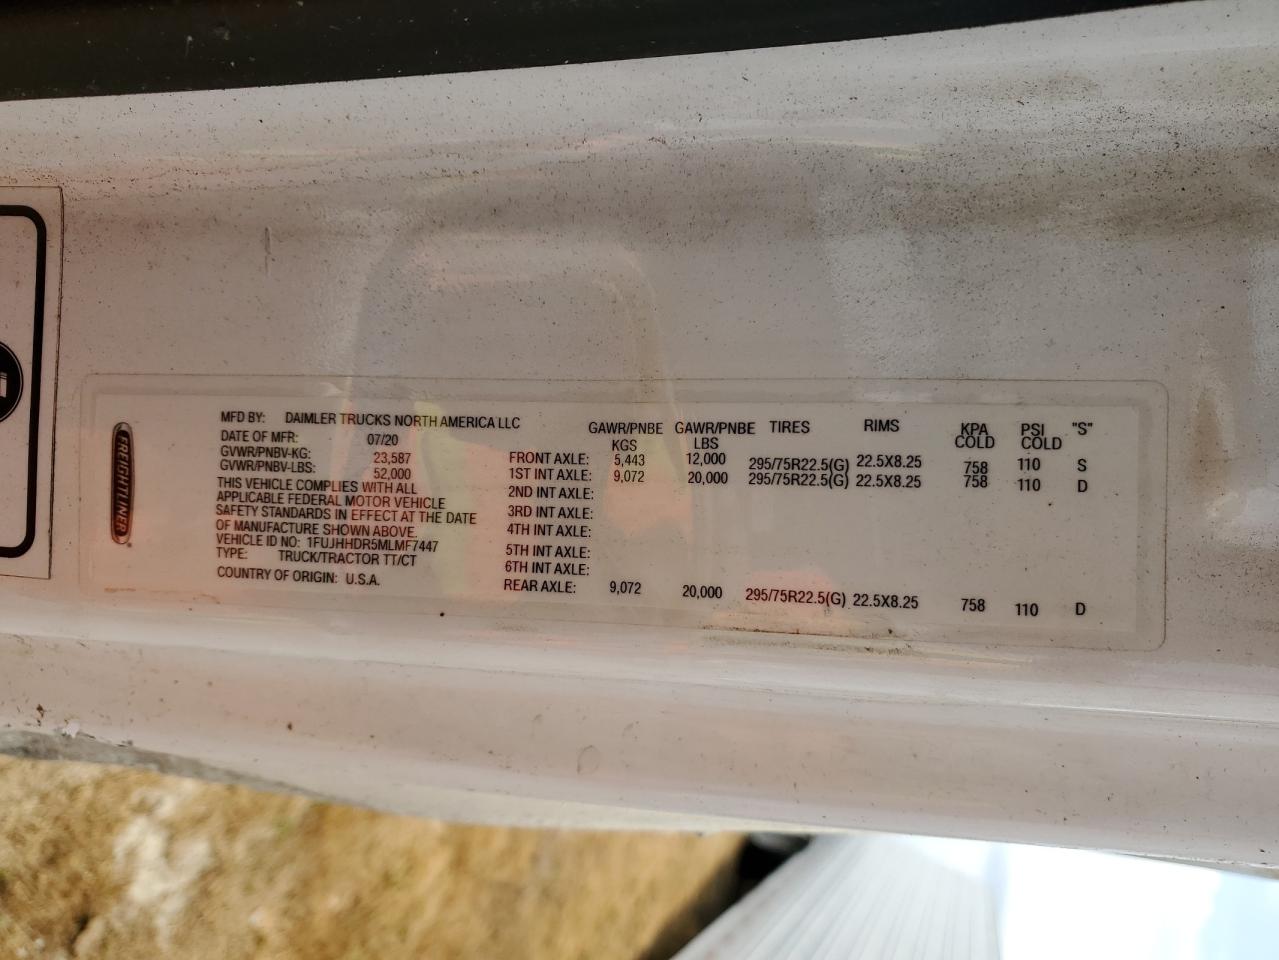 FREIGHTLINER
MFD BY: DAIMLER TRUCKS NORTH AMERICA LLC
DATE OF MFR: 07/20
GVWR/PNBV-KG: 23,587
GVWR/PNBV-LBS: 52,000
THIS VEHICLE COMPLIES WITH ALL
APPLICABLE FEDERAL MOTOR VEHICLE
SAFETY STANDARDS IN EFFECT AT THE DATE
OF MANUFACTURE SHOWN ABOVE.
VEHICLE ID NO: 1FUJHHDR5MLMF7447
TYPE: TRUCK/TRACTOR TT/CT
COUNTRY OF ORIGIN: U.S.A.
GAWR/PNBE GAWR/PNBE TIRES RIMS KPA PSI "S"
KGS LBS COLD COLD
FRONT AXLE: 5,443 12,000 295/75R22.5(G) 22.5X8.25 758 110 S
1ST INT AXLE: 9,072 20,000 295/75R22.5(G) 22.5X8.25 758 110 D
2ND INT AXLE:
3RD INT AXLE:
4TH INT AXLE:
5TH INT AXLE:
6TH INT AXLE:
REAR AXLE: 9,072 20,000 295/75R22.5(G) 22.5X8.25 758 110 D